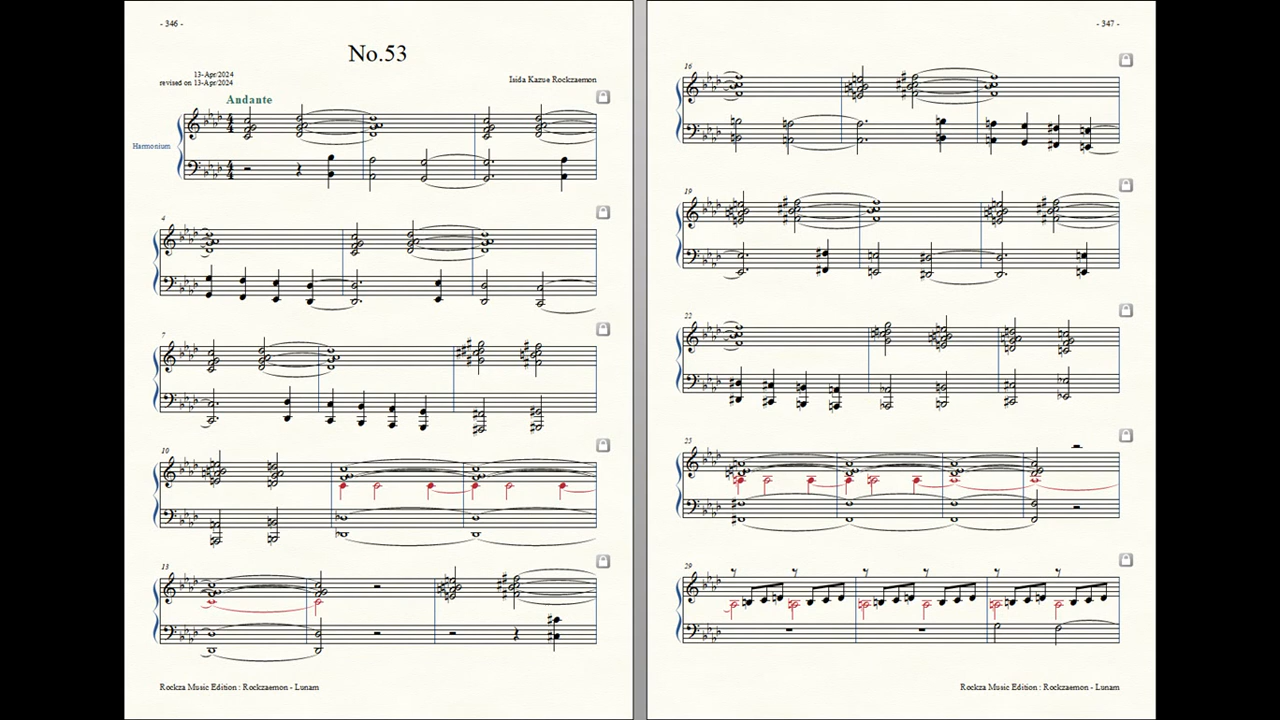 - 346 -
No.53
13-Apr/2024
revised on 13-Apr/2024
Isida Kazue Rockzaemon
Andante
Harmonium
4
7
10
13
Rockza Music Edition : Rockzaemon - Lunam
- 347 -
16
19
22
25
29
Rockza Music Edition : Rockzaemon - Lunam